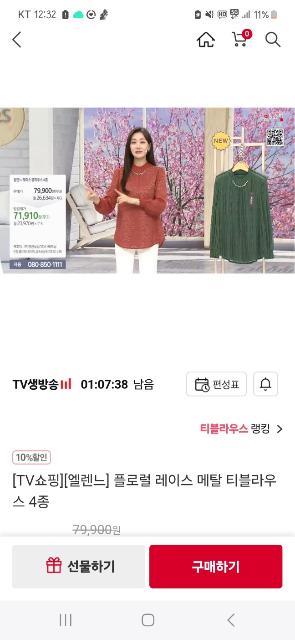 KT 12:32
11%
0
NEW
79,900
71,910
080-850-1111
TV생방송 01:07:38 남음
편성표
티블라우스 랭킹 >
10%할인
[TV쇼핑][엘렌느] 플로럴 레이스 메탈 티블라우
스 4종
79,900원
선물하기
구매하기